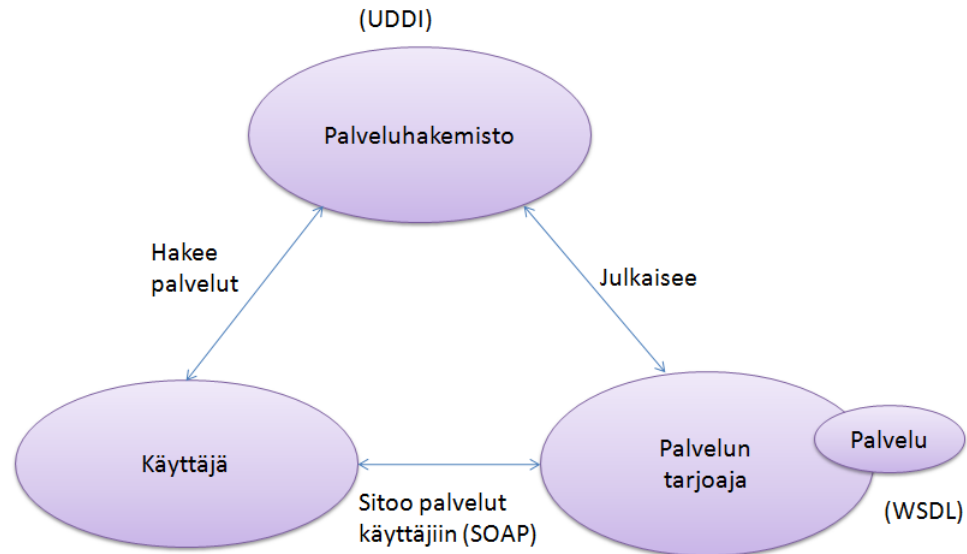 (UDDI)
Palveluhakemisto
Hakee
palvelut
Julkaisee
Käyttäjä
Sitoo palvelut
käyttäjiin (SOAP)
Palvelun
tarjoaja
Palvelu
(WSDL)